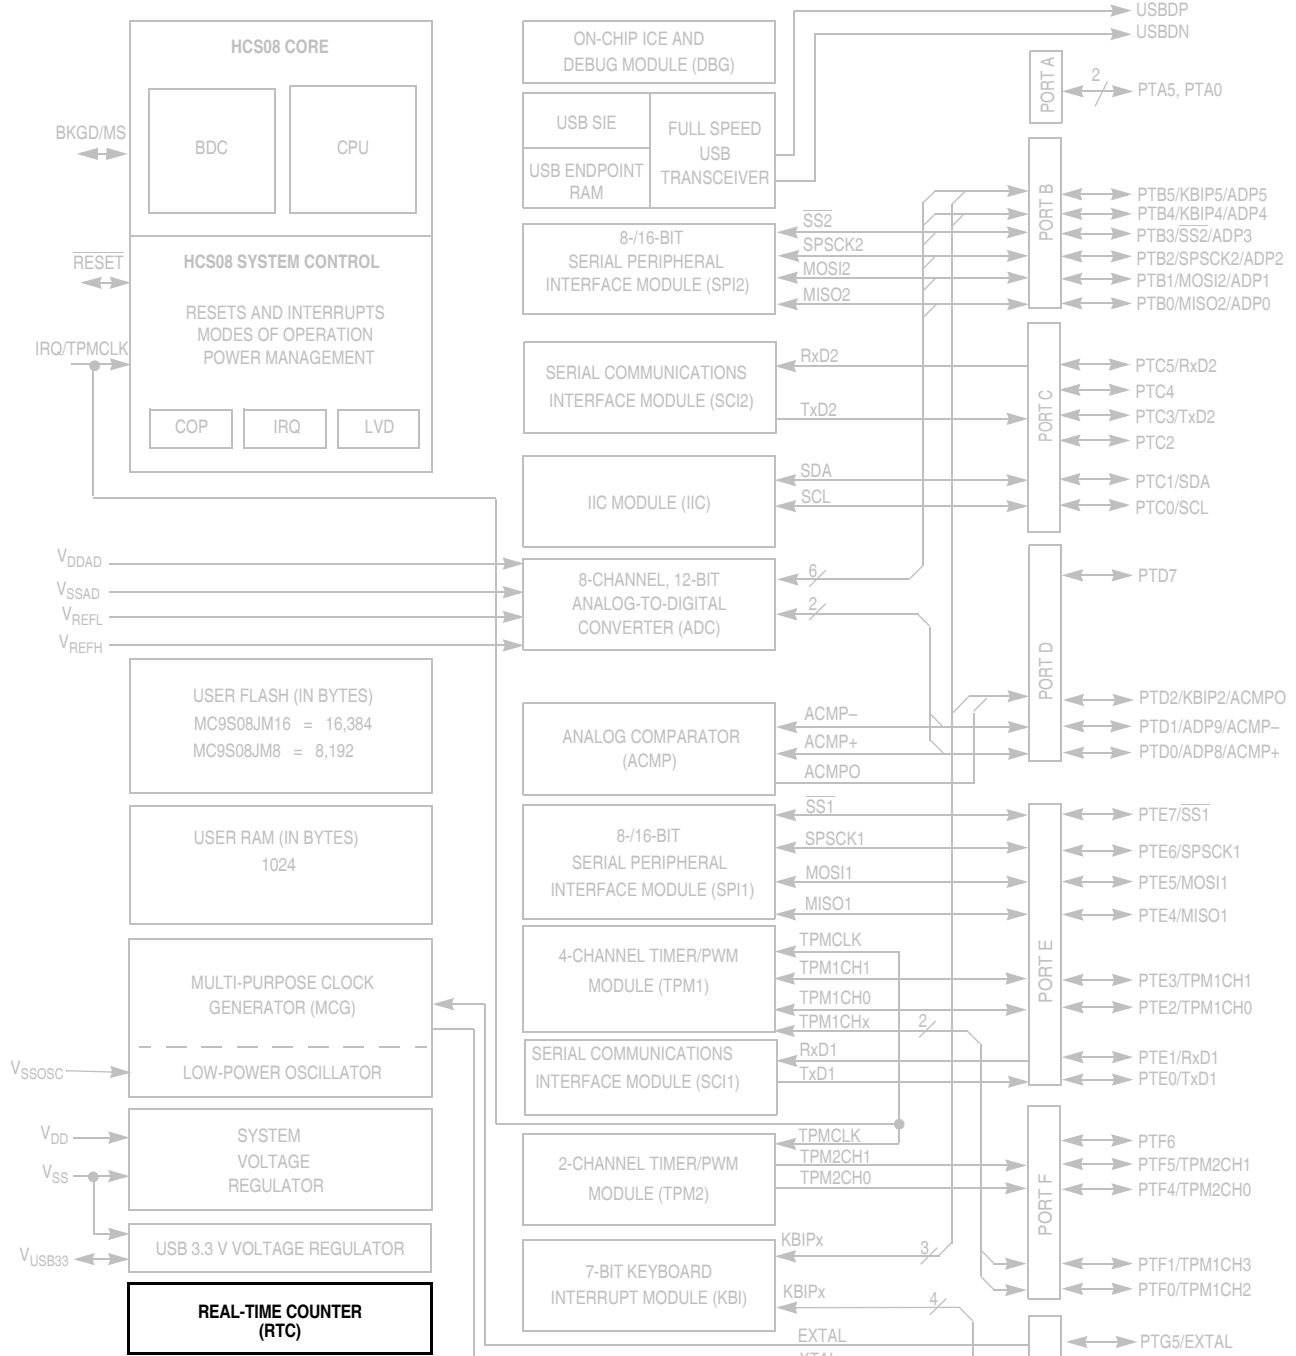 HCS08 CORE
BDC
CPU
BKGD/MS
RESET
HCS08 SYSTEM CONTROL
RESETS AND INTERRUPTS
MODES OF OPERATION
POWER MANAGEMENT
IRQ/TPMCLK
COP
IRQ
LVD
VDDAD
VSSAD
VREFL
VREFH
USER FLASH (IN BYTES)
MC9S08JM16 = 16,384
MC9S08JM8 = 8,192
USER RAM (IN BYTES)
1024
MULTI-PURPOSE CLOCK
GENERATOR (MCG)
LOW-POWER OSCILLATOR
VSSOSC
VDD
VSS
SYSTEM
VOLTAGE
REGULATOR
VUSB33
USB 3.3 V VOLTAGE REGULATOR
REAL-TIME COUNTER
(RTC)
ON-CHIP ICE AND
DEBUG MODULE (DBG)
USB SIE
USB ENDPOINT
RAM
FULL SPEED
USB
TRANSCEIVER
8-/16-BIT
SERIAL PERIPHERAL
INTERFACE MODULE (SPI2)
SS2
SPSCK2
MOSI2
MISO2
SERIAL COMMUNICATIONS
INTERFACE MODULE (SCI2)
RxD2
TxD2
IIC MODULE (IIC)
SDA
SCL
8-CHANNEL, 12-BIT
ANALOG-TO-DIGITAL
CONVERTER (ADC)
6
2
ANALOG COMPARATOR
(ACMP)
ACMP–
ACMP+
ACMPO
8-/16-BIT
SERIAL PERIPHERAL
INTERFACE MODULE (SPI1)
SS1
SPSCK1
MOSI1
MISO1
4-CHANNEL TIMER/PWM
MODULE (TPM1)
TPMCLK
TPM1CH1
TPM1CH0
TPM1CHx
2
SERIAL COMMUNICATIONS
INTERFACE MODULE (SCI1)
RxD1
TxD1
2-CHANNEL TIMER/PWM
MODULE (TPM2)
TPMCLK
TPM2CH1
TPM2CH0
7-BIT KEYBOARD
INTERRUPT MODULE (KBI)
KBIPx
3
KBIPx
4
EXTAL
USBDP
USBDN
PORT A
2
PTA5, PTA0
PORT B
PTB5/KBIP5/ADP5
PTB4/KBIP4/ADP4
PTB3/SS2/ADP3
PTB2/SPSCK2/ADP2
PTB1/MOSI2/ADP1
PTB0/MISO2/ADP0
PORT C
PTC5/RxD2
PTC4
PTC3/TxD2
PTC2
PTC1/SDA
PTC0/SCL
PORT D
PTD7
PTD2/KBIP2/ACMPO
PTD1/ADP9/ACMP–
PTD0/ADP8/ACMP+
PORT E
PTE7/SS1
PTE6/SPSCK1
PTE5/MOSI1
PTE4/MISO1
PTE3/TPM1CH1
PTE2/TPM1CH0
PTE1/RxD1
PTE0/TxD1
PORT F
PTF6
PTF5/TPM2CH1
PTF4/TPM2CH0
PTF1/TPM1CH3
PTF0/TPM1CH2
PTG5/EXTAL